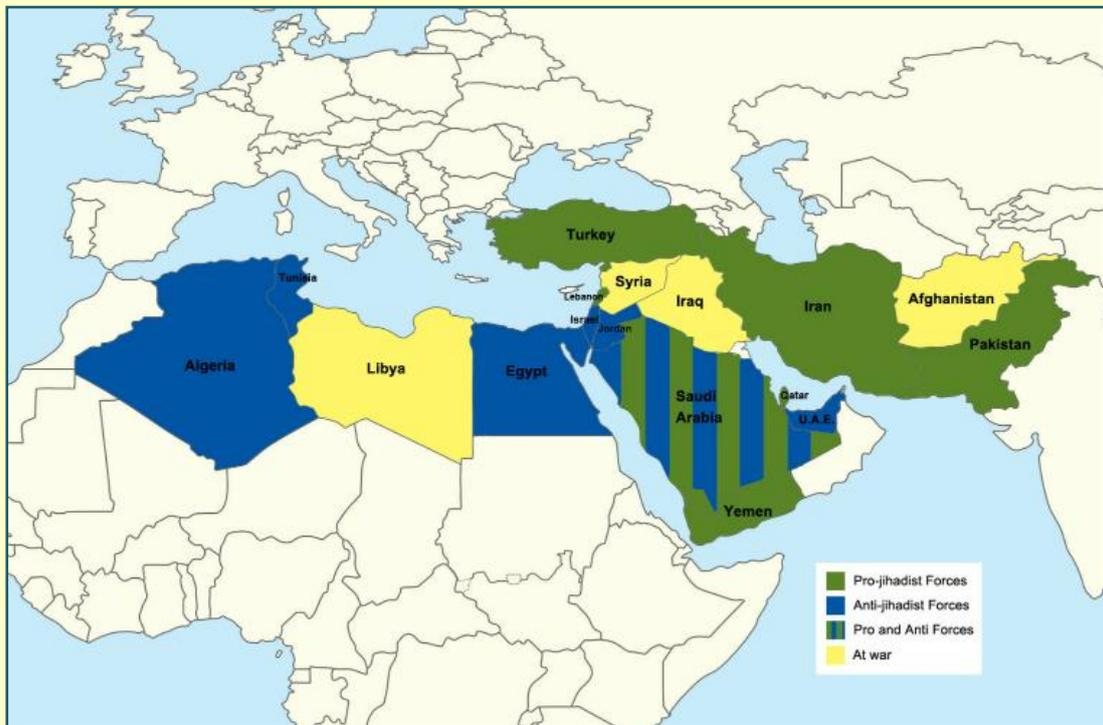 Turkey
Tunisia
Syria
Lebanon
Iraq
Iran
Afghanistan
Israel
Jordan
Pakistan
Algeria
Libya
Egypt
Saudi
Arabia
Qatar
U.A.E.
Yemen
Pro-jihadist Forces
Anti-jihadist Forces
Pro and Anti Forces
At war